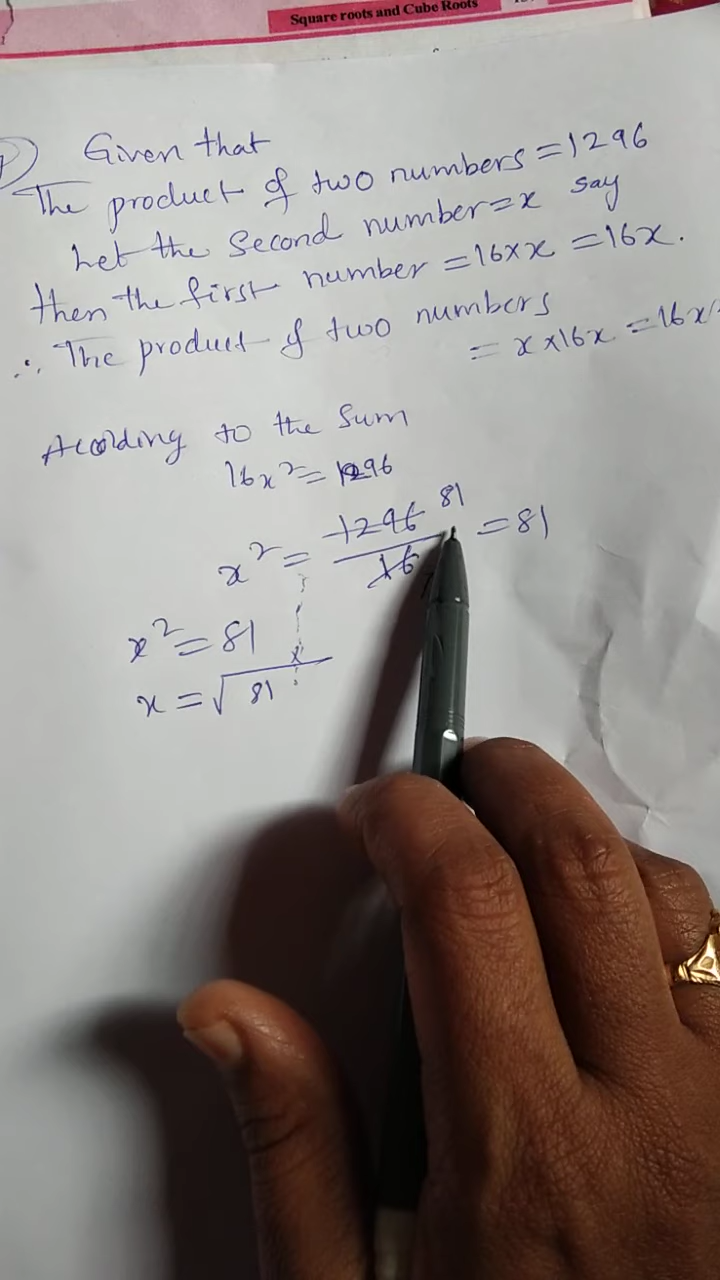 Square roots and Cube Roots
Given that
The product of two numbers = 1296
Let the Second number = x say
then the first number = 16×x = 16x.
∴ The product of two numbers
= x×16x = 16x²
Acording to the Sum
16x² = 1296
x² = 1296/16 81 = 81
x² = 81
x = √81